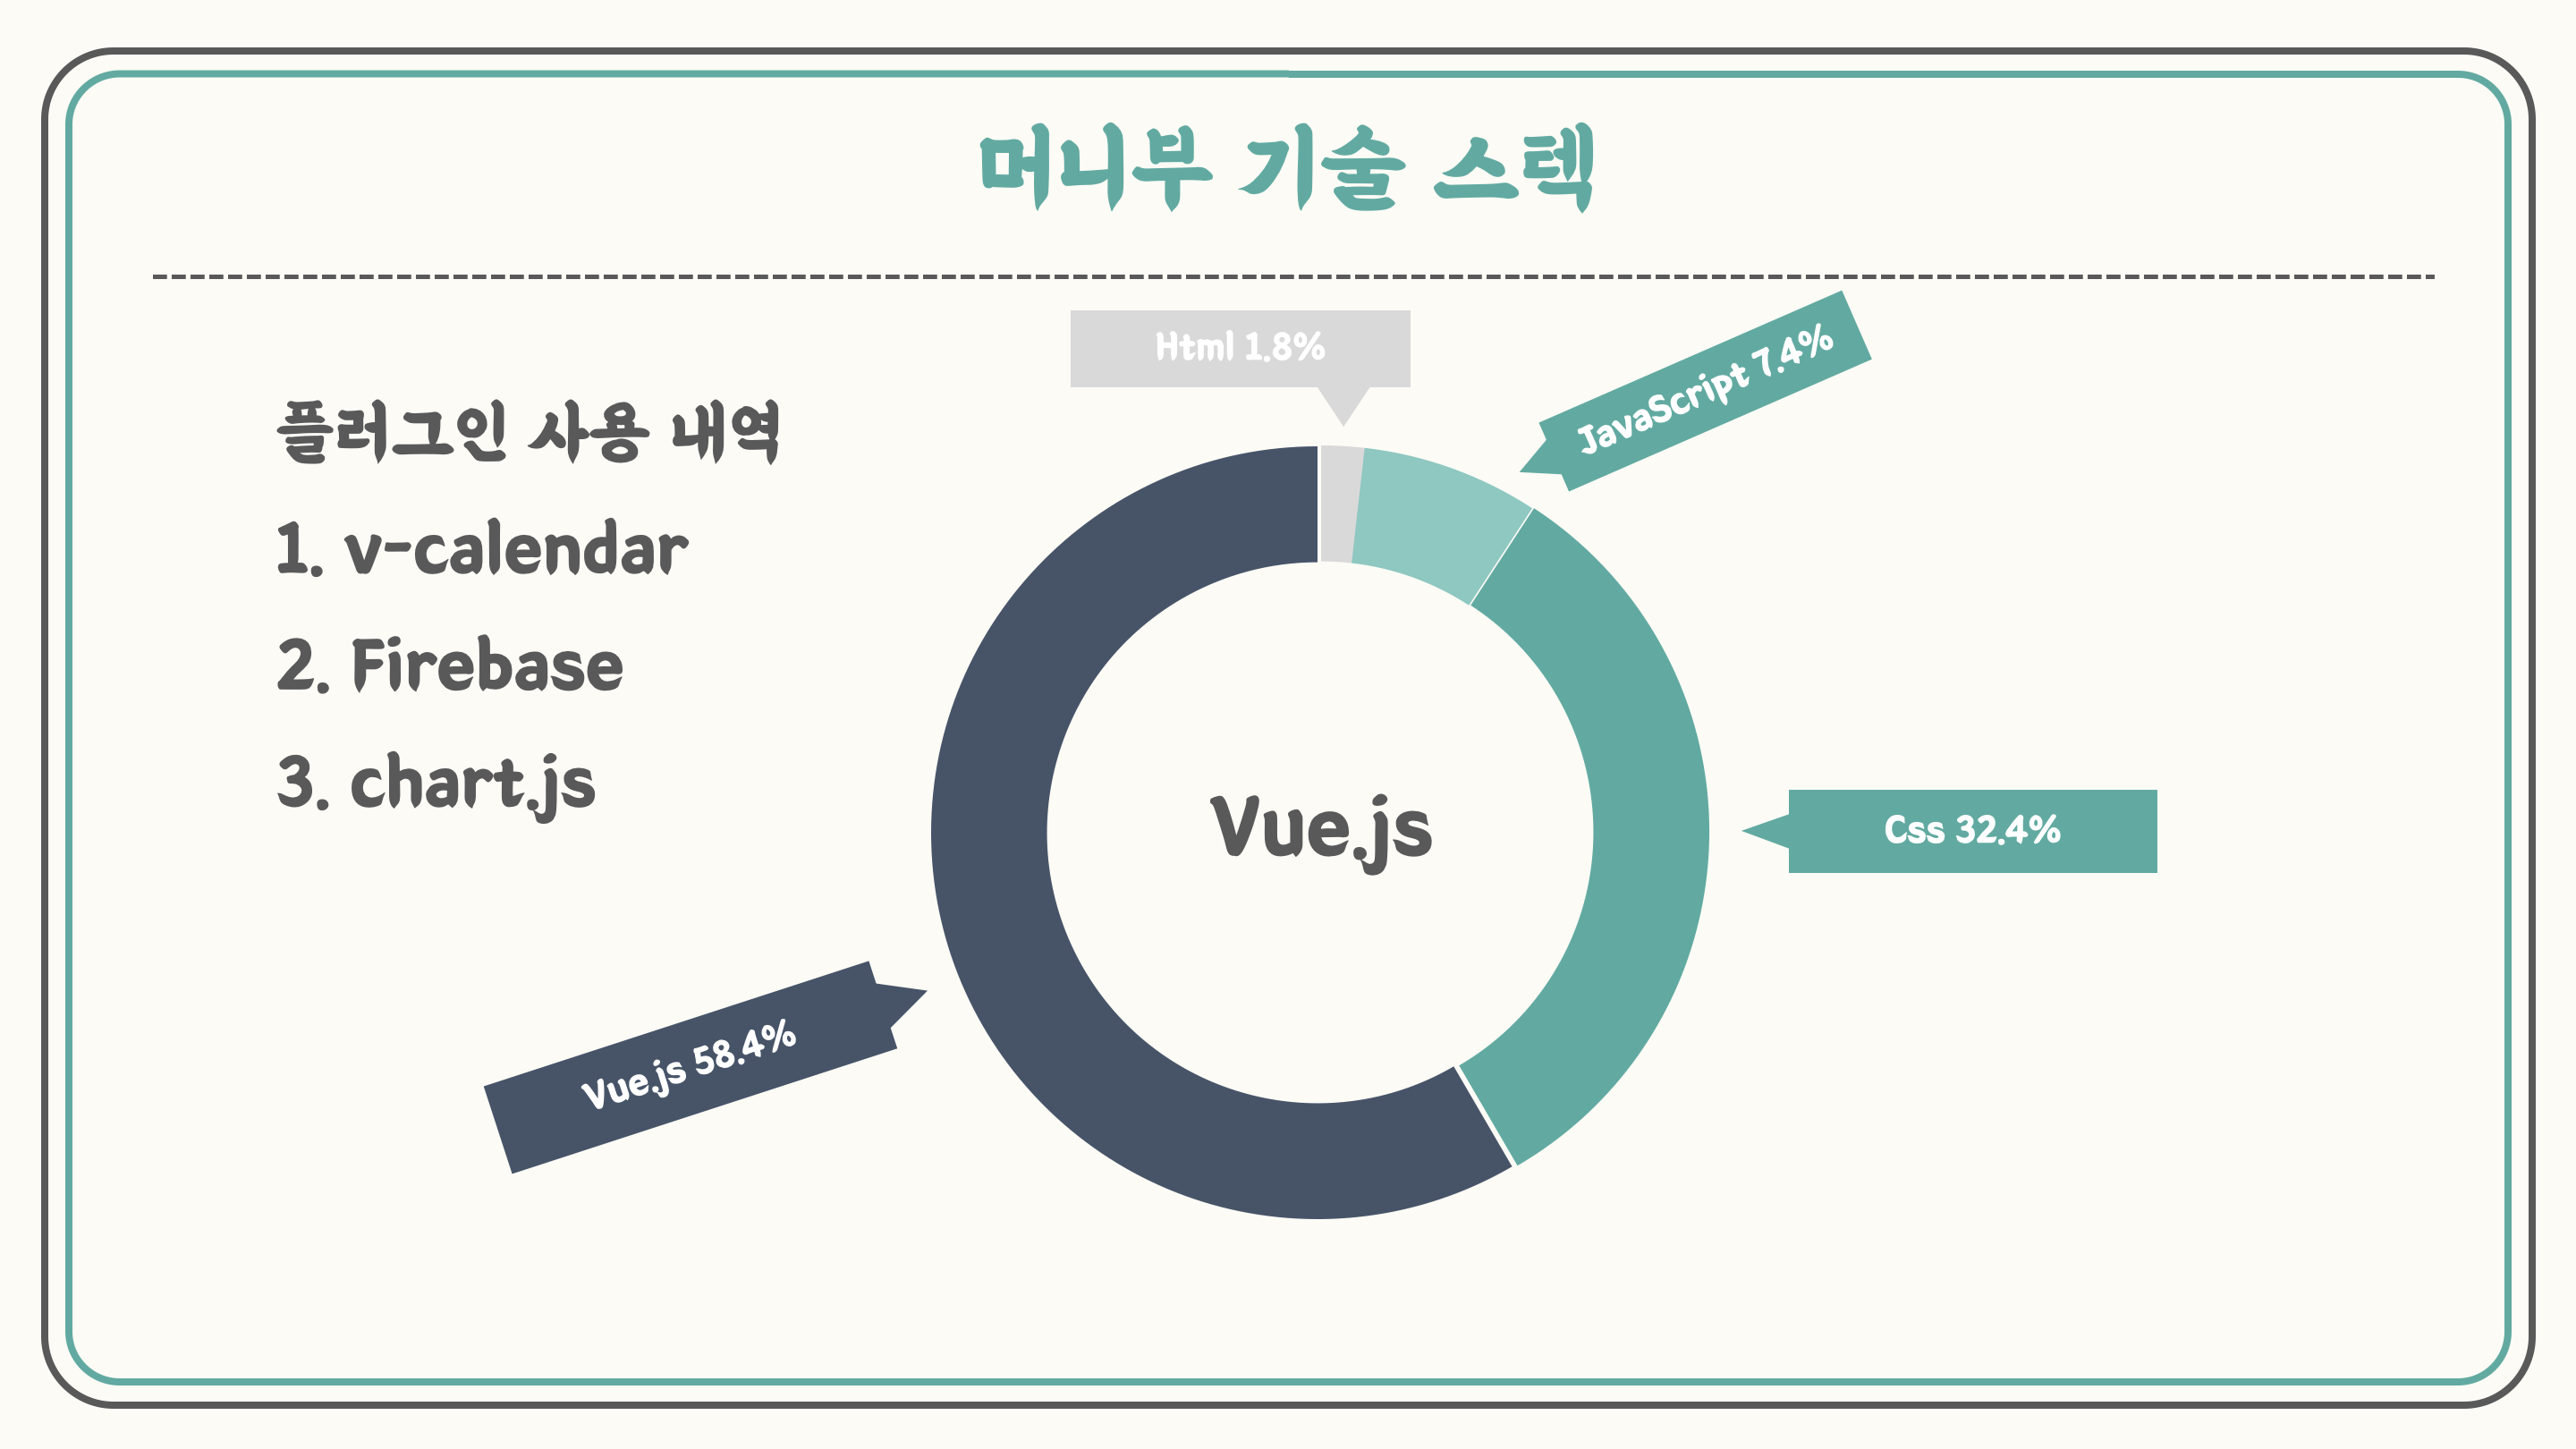 머니부 기술 스텍
플러그인 사용 내역
1. v-calendar
2. Firebase
3. chart.js
Html 1.8%
JavaScript 7.4%
Vue.js
Css 32.4%
Vue.js 58.4%